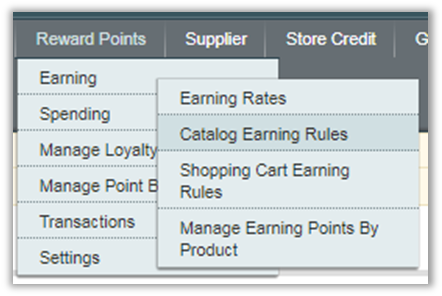 Reward Points Supplier Store Credit G
Earning
Spending
Manage Loyalty
Manage Point B
Transactions
Settings
Earning Rates
Catalog Earning Rules
Shopping Cart Earning
Rules
Manage Earning Points By
Product